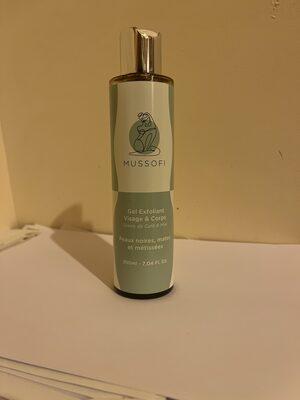 MUSSOFI
Gel Exfoliant
Visage & Corps
Peaux noires, mates
et métissées
200ml - 7.04 FL OZ